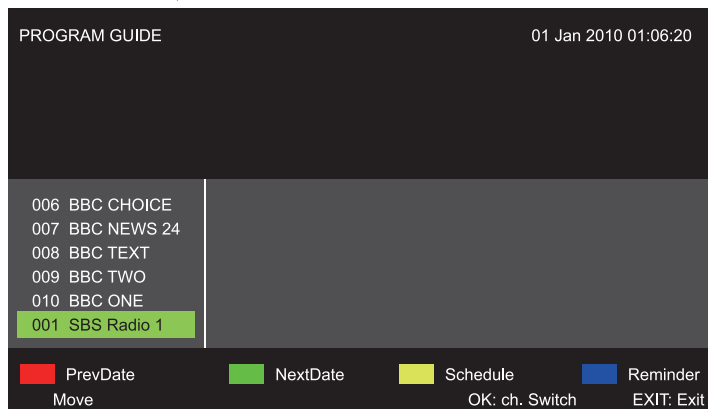 PROGRAM GUIDE 01 Jan 2010 01:06:20
006 BBC CHOICE
007 BBC NEWS 24
008 BBC TEXT
009 BBC TWO
010 BBC ONE
001 SBS Radio 1
PrevDate NextDate Schedule Reminder
Move OK: ch. Switch EXIT: Exit